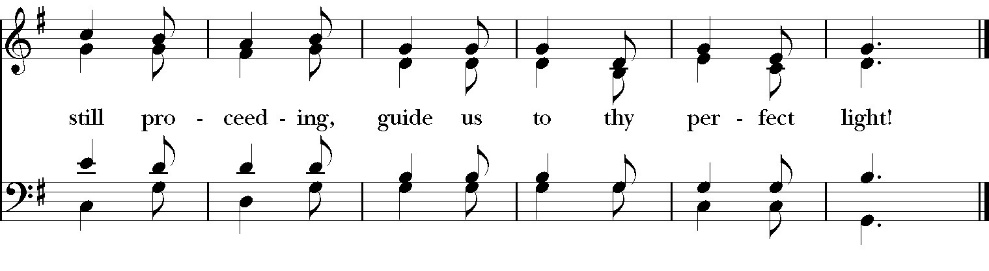 still pro - ceed - ing, guide us to thy per - fect light!